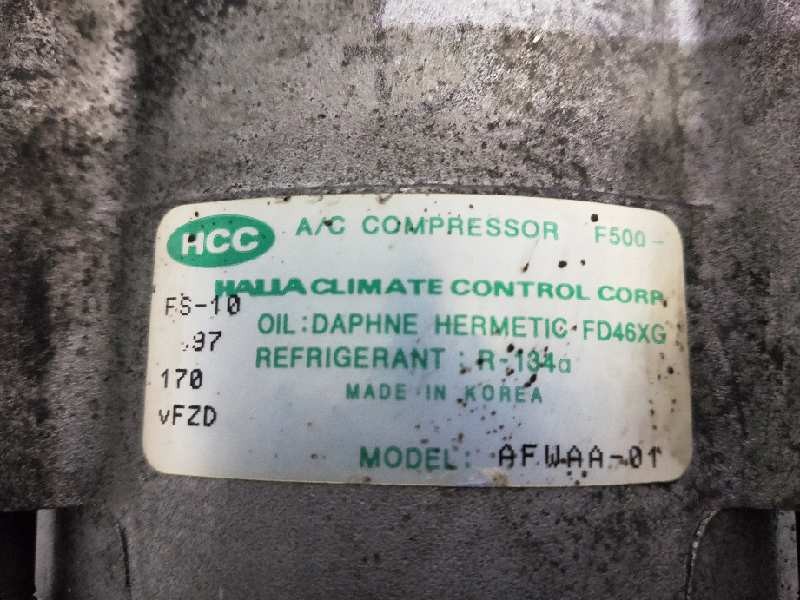 HCC A/C COMPRESSOR F500-
HALLA CLIMATE CONTROL CORP.
FS-10
OIL: DAPHNE HERMETIC FD46XG
97
REFRIGERANT : R-134a
170
MADE IN KOREA
vFZD
MODEL: AFWAA-01